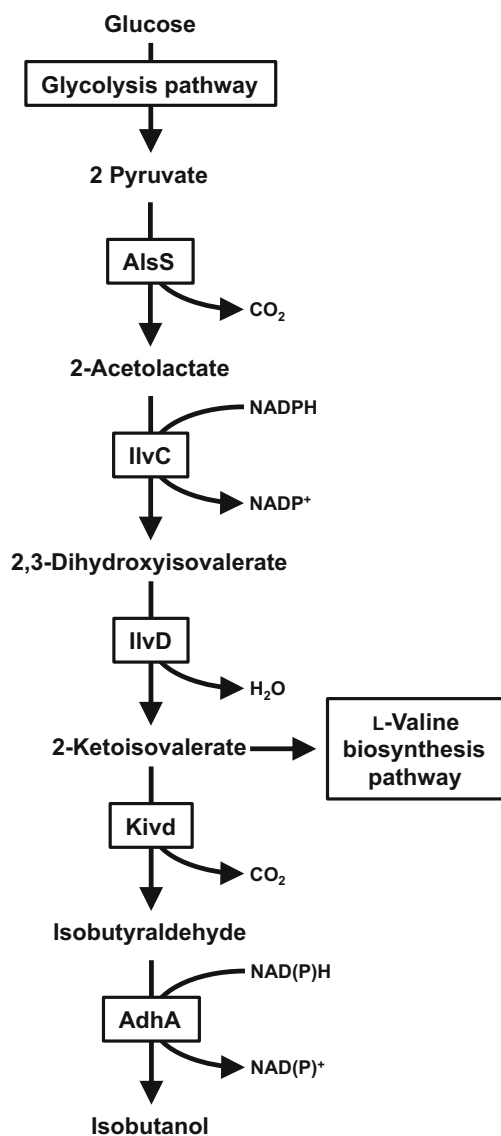 Glucose
Glycolysis pathway
2 Pyruvate
AlsS
CO₂
2-Acetolactate
NADPH
IlvC
NADP⁺
2,3-Dihydroxyisovalerate
IlvD
H₂O
2-Ketoisovalerate
L-Valine
biosynthesis
pathway
Kivd
CO₂
Isobutyraldehyde
NAD(P)H
AdhA
NAD(P)⁺
Isobutanol